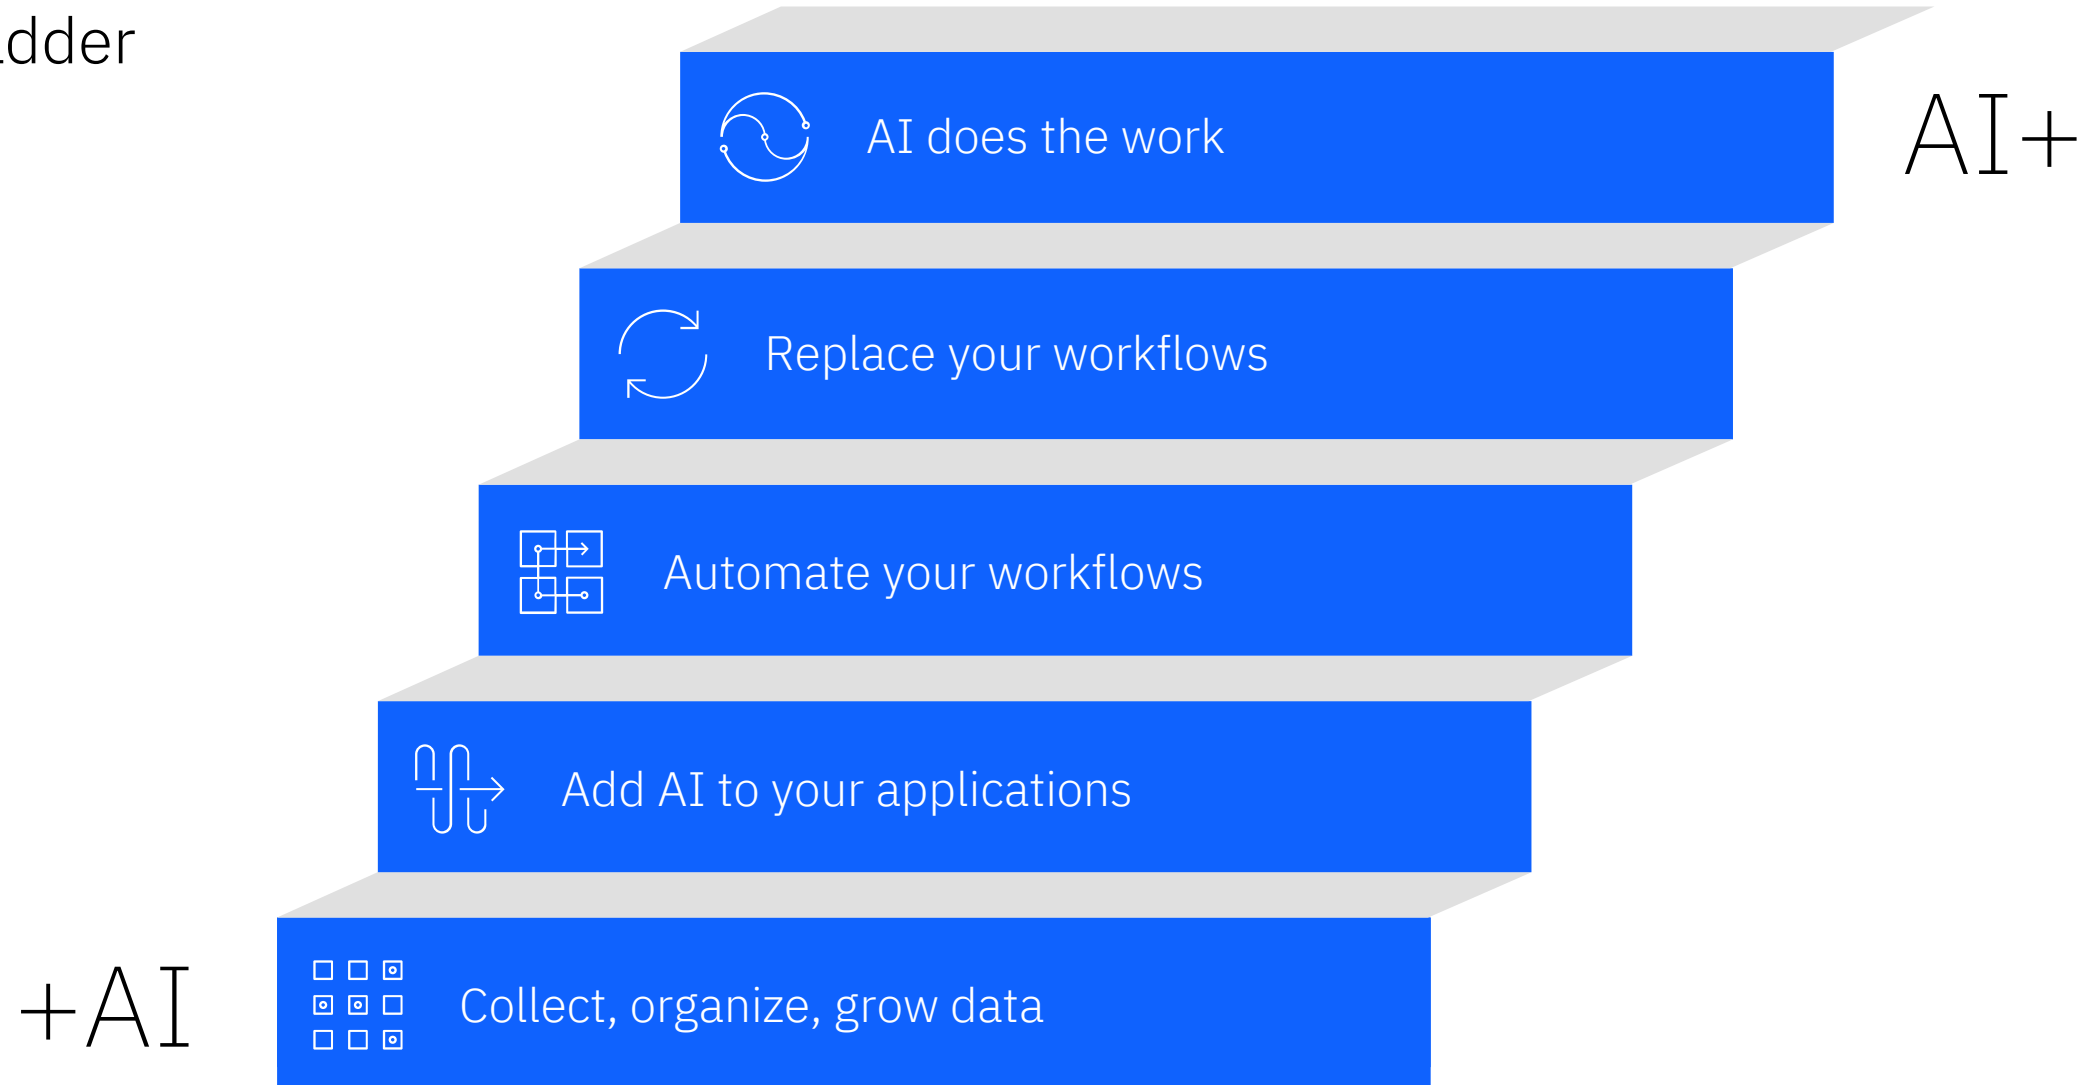 dder
AI does the work
AI+
Replace your workflows
Automate your workflows
Add AI to your applications
+AI
Collect, organize, grow data